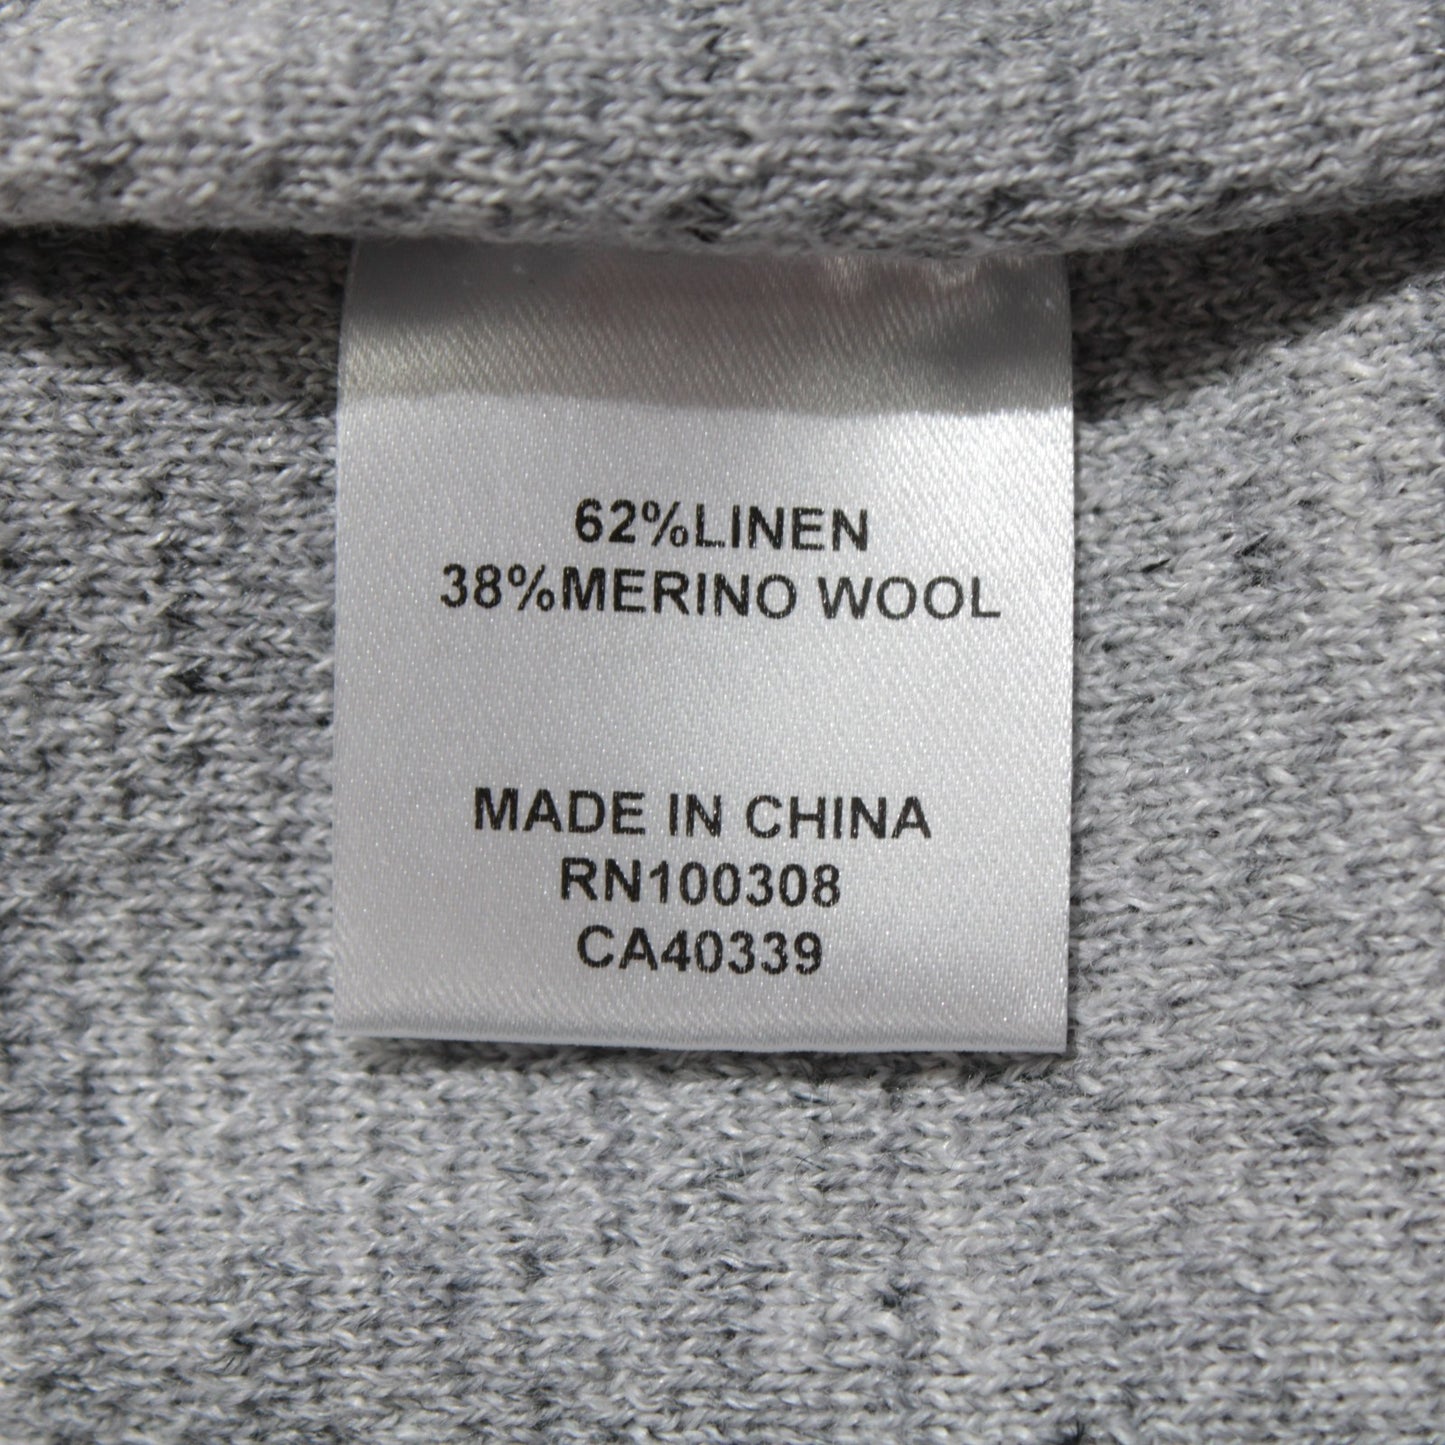 62%LINEN
38%MERINO WOOL
MADE IN CHINA
RN100308
CA40339